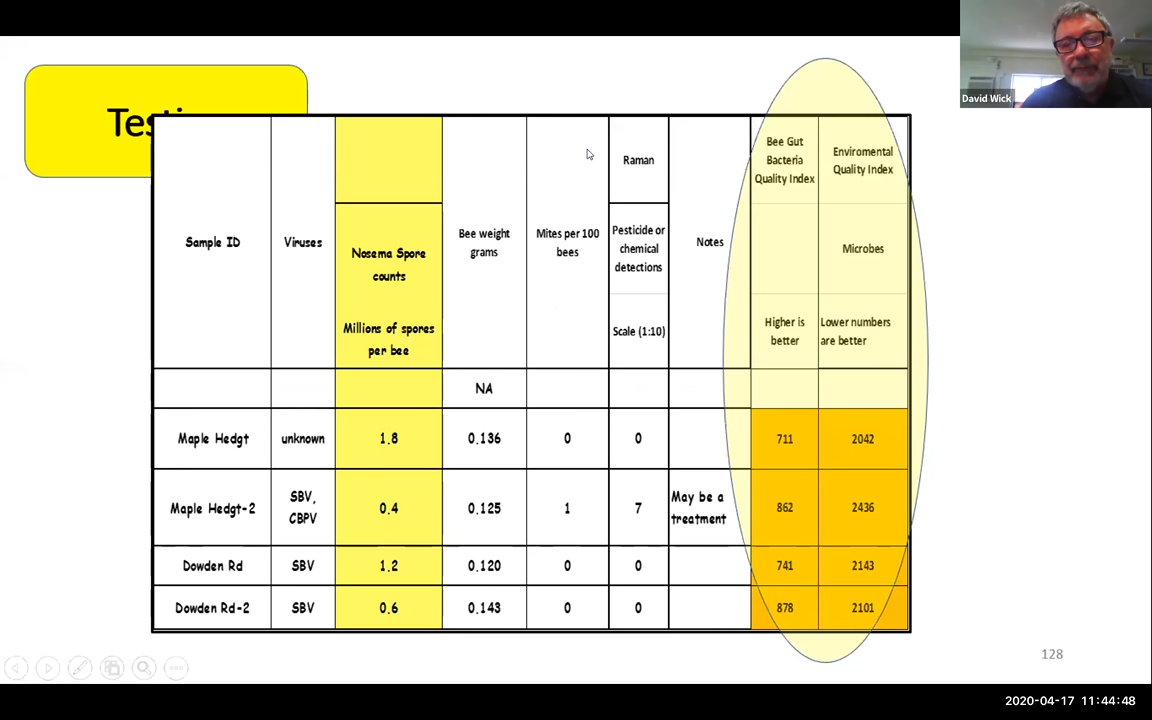 David Wick
Testi
Sample ID
Viruses
Nosema Spore
counts
Millions of spores
per bee
Bee weight
grams
Mites per 100
bees
Raman
Pesticide or
chemical
detections
Scale (1:10)
Notes
Bee Gut
Bacteria
Quality Index
Higher is
better
Enviromental
Quality Index
Microbes
Lower numbers
are better
NA
Maple Hedgt unknown 1.8 0.136 0 0 711 2042
Maple Hedgt-2 SBV, CBPV 0.4 0.125 1 7 May be a treatment 862 2436
Dowden Rd SBV 1.2 0.120 0 0 741 2143
Dowden Rd-2 SBV 0.6 0.143 0 0 878 2101
128
2020-04-17 11:44:48